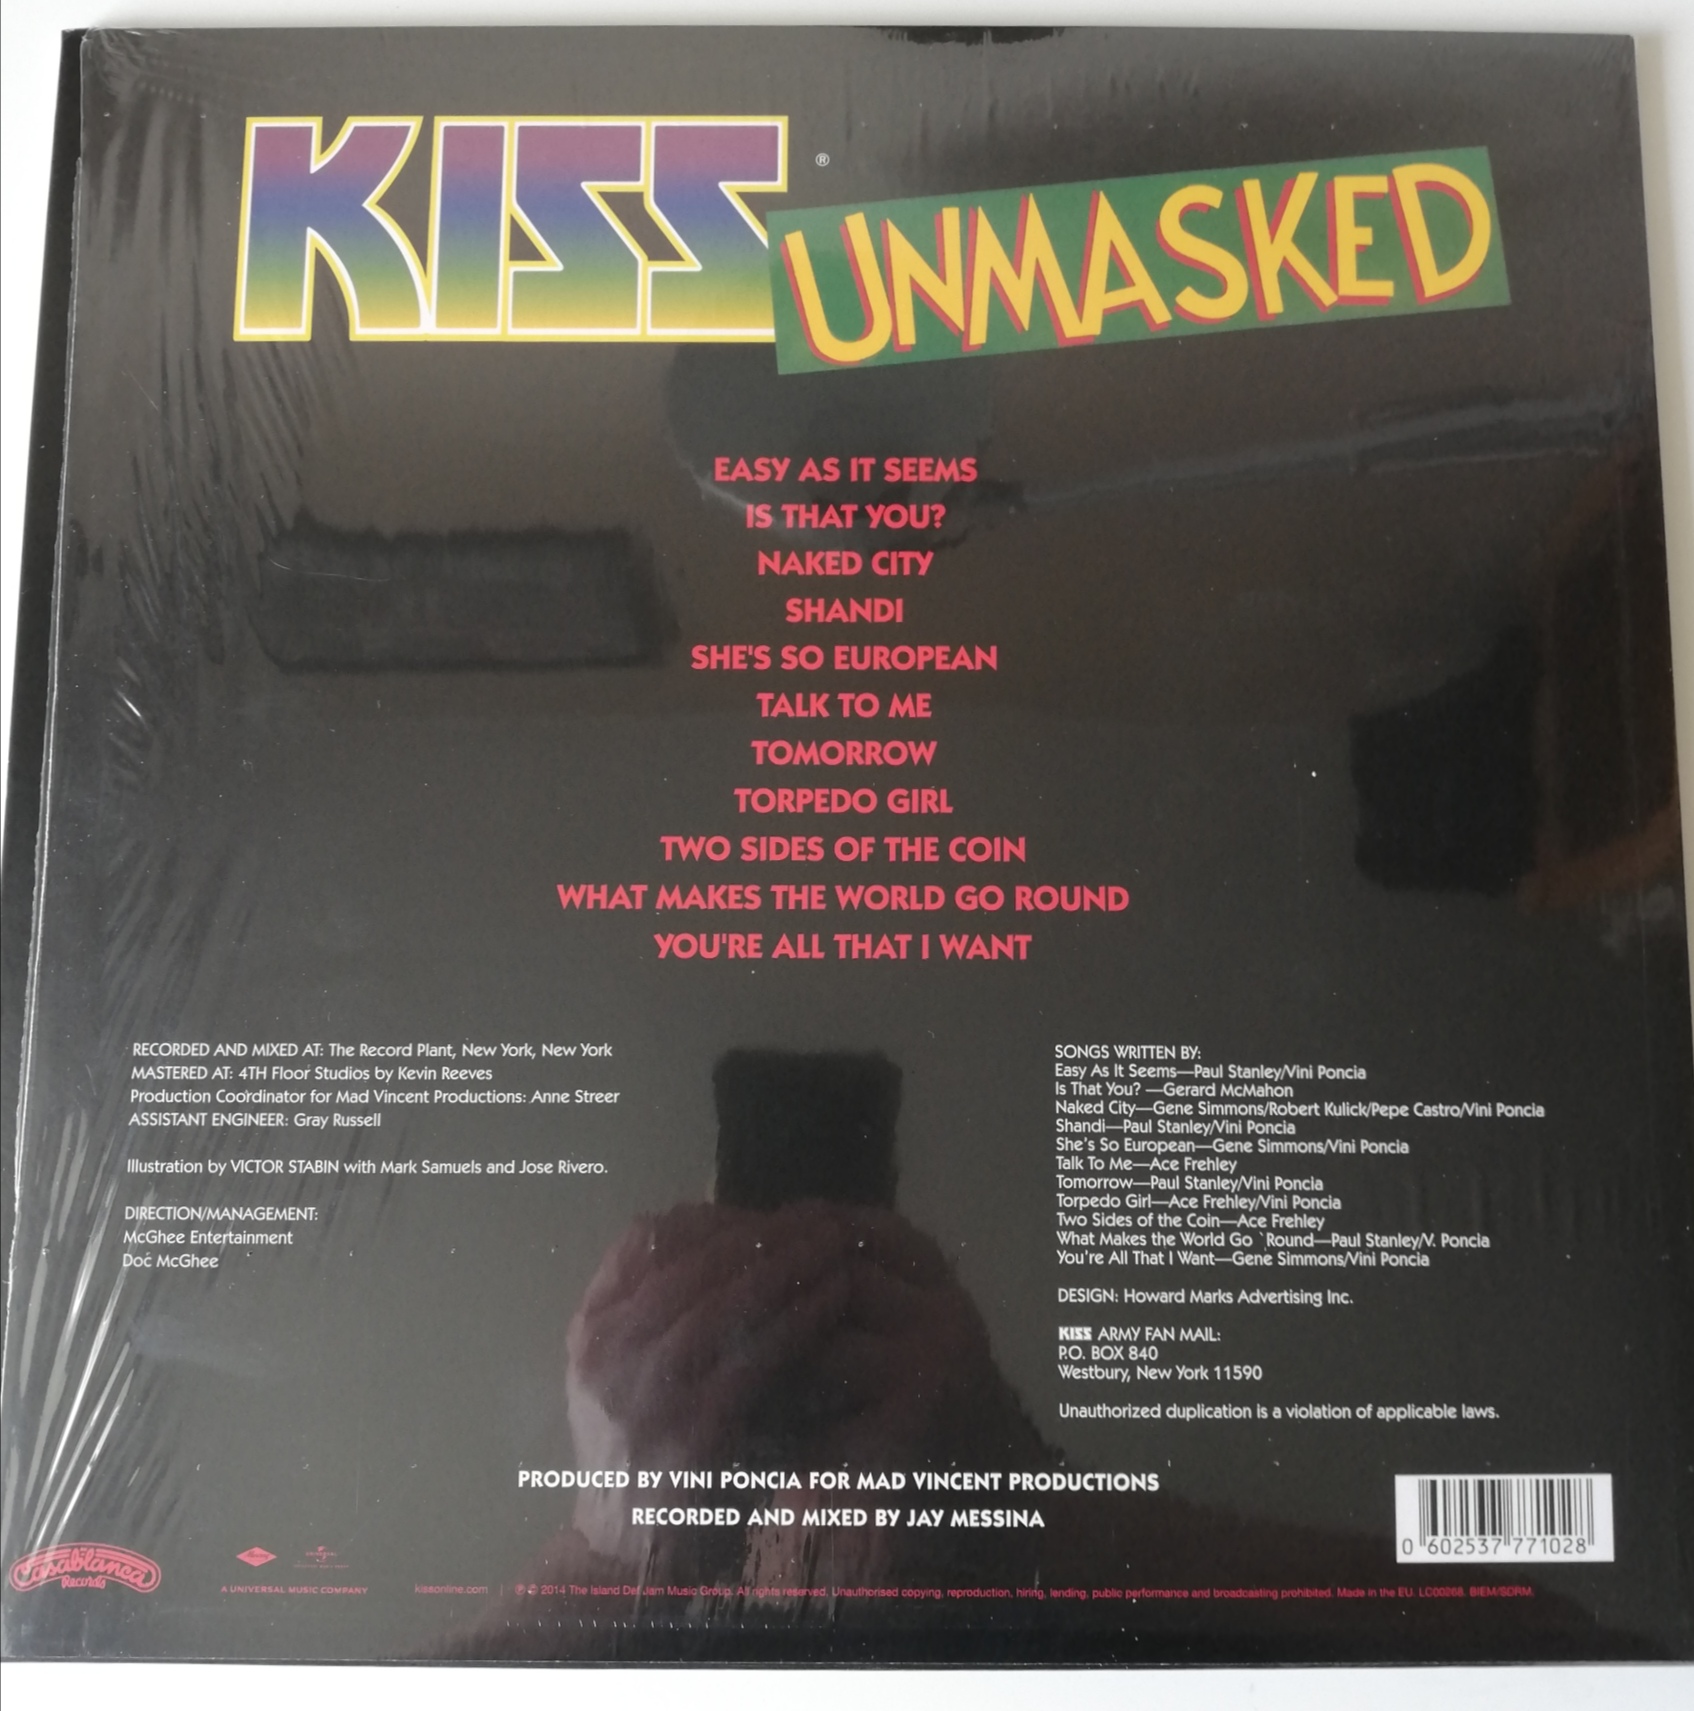 KISS®
UNMASKED
EASY AS IT SEEMS
IS THAT YOU?
NAKED CITY
SHANDI
SHE'S SO EUROPEAN
TALK TO ME
TOMORROW
TORPEDO GIRL
TWO SIDES OF THE COIN
WHAT MAKES THE WORLD GO ROUND
YOU'RE ALL THAT I WANT
RECORDED AND MIXED AT: The Record Plant, New York, New York
MASTERED AT: 4TH Floor Studios by Kevin Reeves
Production Coordinator for Mad Vincent Productions: Anne Streer
ASSISTANT ENGINEER: Gray Russell
Illustration by VICTOR STABIN with Mark Samuels and Jose Rivero.
DIRECTION/MANAGEMENT:
McGhee Entertainment
Doc McGhee
SONGS WRITTEN BY:
Easy As It Seems—Paul Stanley/Vini Poncia
Is That You? —Gerard McMahon
Naked City—Gene Simmons/Robert Kulick/Pepe Castro/Vini Poncia
Shandi—Paul Stanley/Vini Poncia
She's So European—Gene Simmons/Vini Poncia
Talk To Me—Ace Frehley
Tomorrow—Paul Stanley/Vini Poncia
Torpedo Girl—Ace Frehley/Vini Poncia
Two Sides of the Coin—Ace Frehley
What Makes the World Go `Round—Paul Stanley/V. Poncia
You're All That I Want—Gene Simmons/Vini Poncia
DESIGN: Howard Marks Advertising Inc.
KISS ARMY FAN MAIL:
P.O. BOX 840
Westbury, New York 11590
Unauthorized duplication is a violation of applicable laws.
PRODUCED BY VINI PONCIA FOR MAD VINCENT PRODUCTIONS
RECORDED AND MIXED BY JAY MESSINA
0 602537 771028
Casablanca
Records
A UNIVERSAL MUSIC COMPANY
kissonline.com | ℗ © 2014 The Island Def Jam Music Group. All rights reserved. Unauthorised copying, reproduction, hiring, lending, public performance and broadcasting prohibited. Made in the EU. LC00268. BIEM/SDRM.